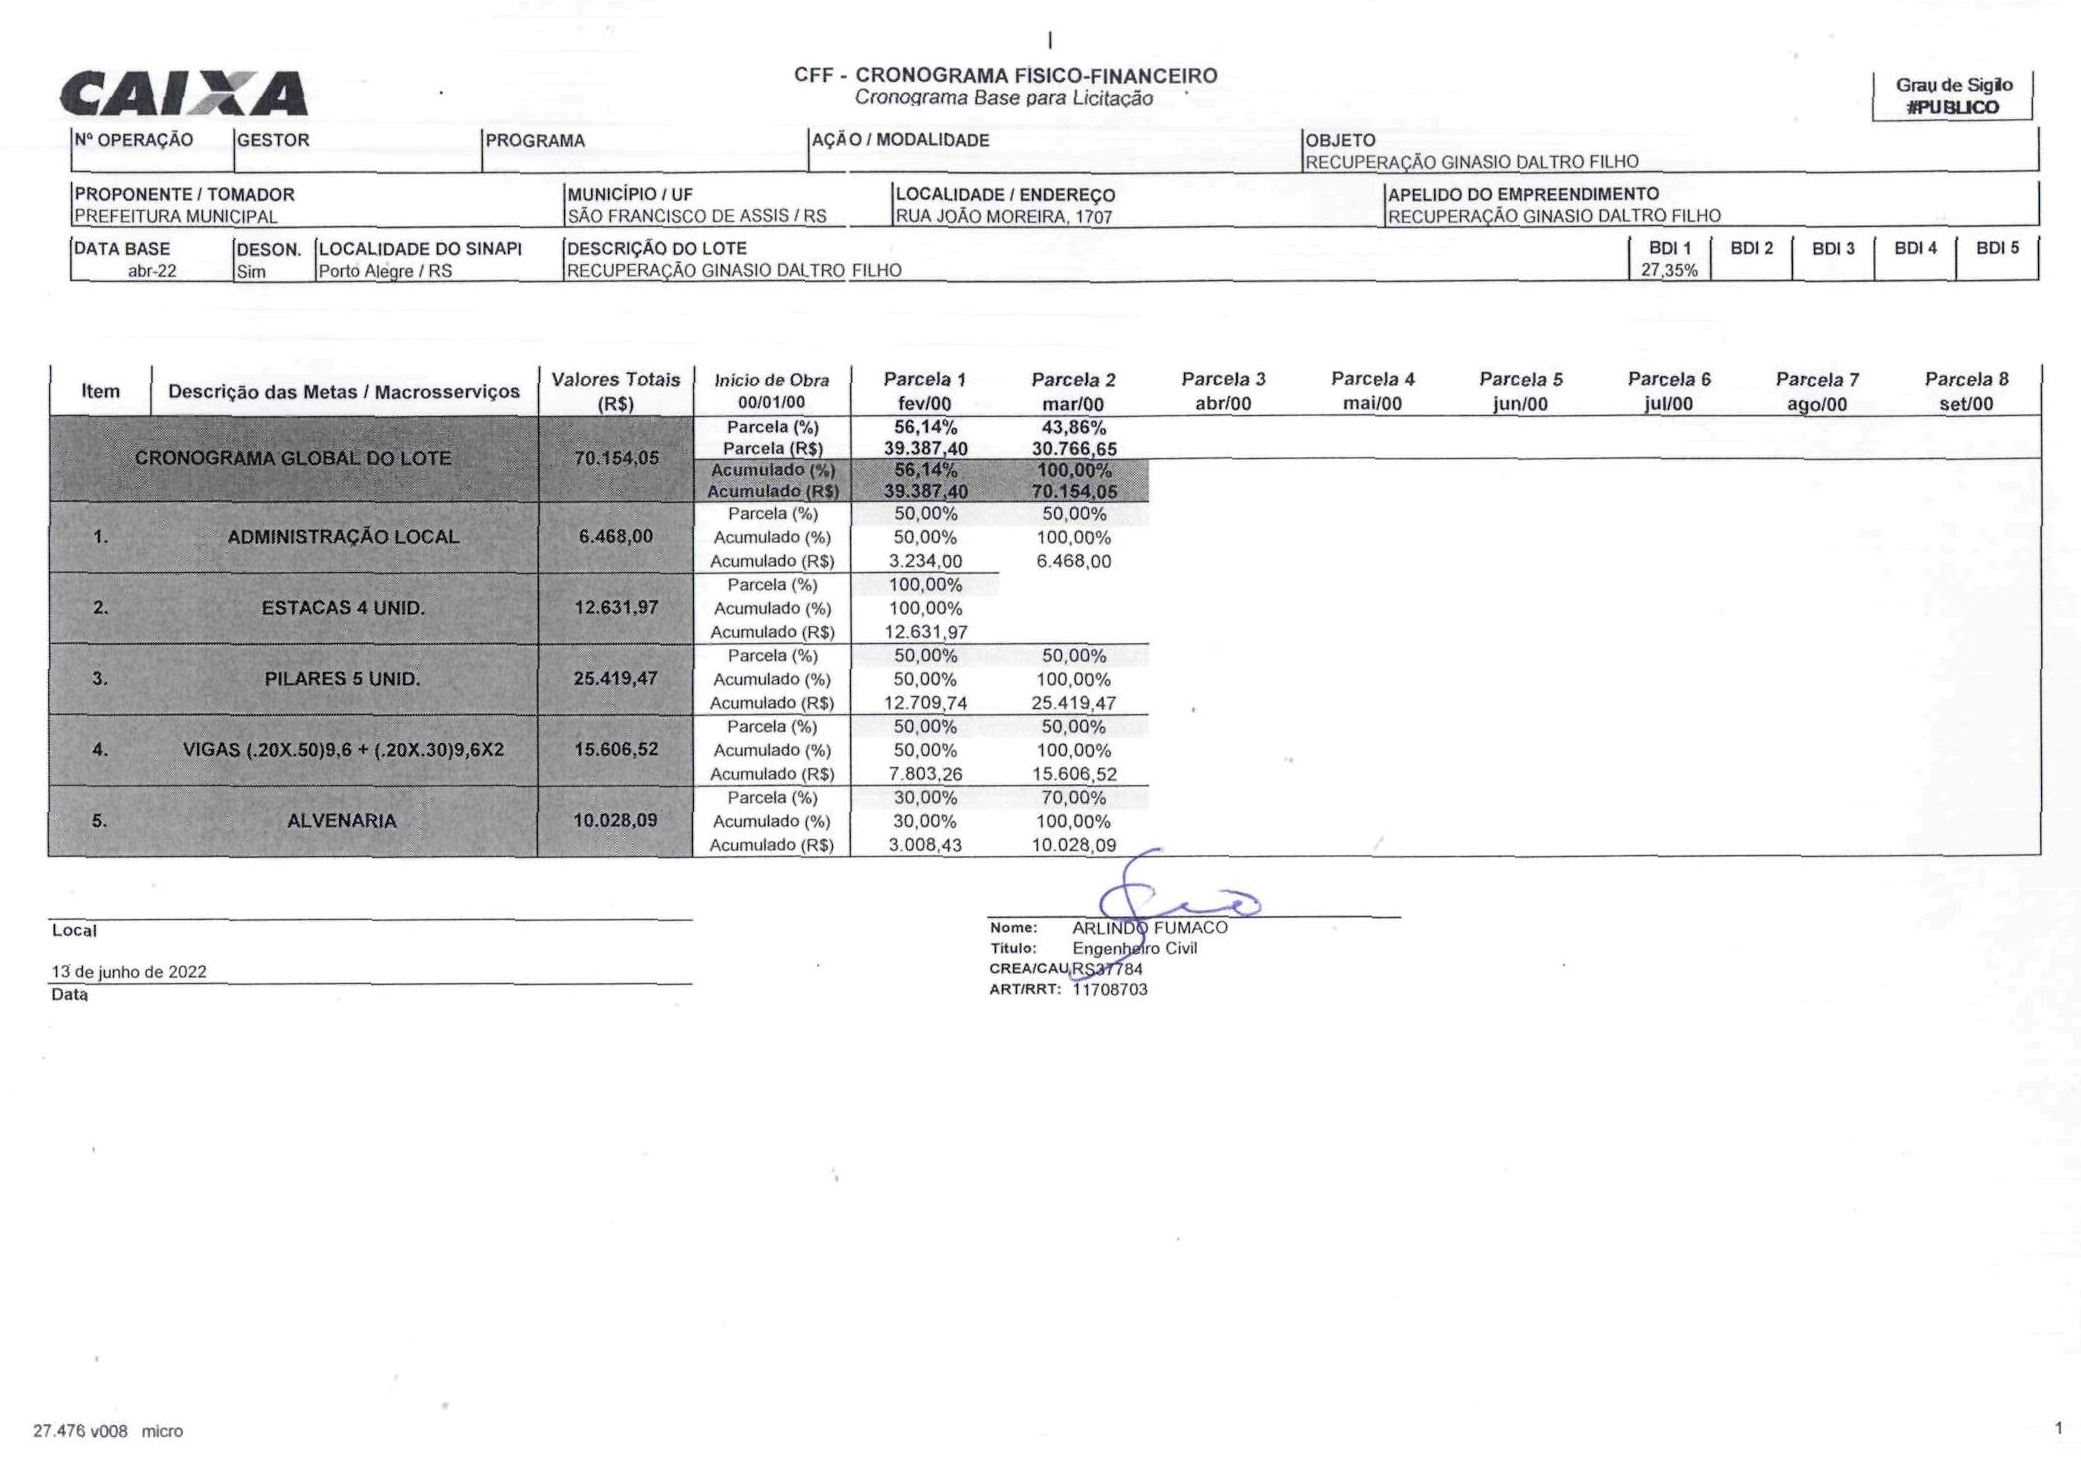 CFF - CRONOGRAMA FÍSICO-FINANCEIRO
Cronograma Base para Licitação
CAIXA
Grau de Sigilo
#PUBLICO
Nº OPERAÇÃO GESTOR PROGRAMA AÇÃO / MODALIDADE OBJETO
RECUPERAÇÃO GINASIO DALTRO FILHO
PROPONENTE / TOMADOR MUNICÍPIO / UF LOCALIDADE / ENDEREÇO APELIDO DO EMPREENDIMENTO
PREFEITURA MUNICIPAL SÃO FRANCISCO DE ASSIS / RS RUA JOÃO MOREIRA, 1707 RECUPERAÇÃO GINASIO DALTRO FILHO
DATA BASE DESON. LOCALIDADE DO SINAPI DESCRIÇÃO DO LOTE BDI 1 BDI 2 BDI 3 BDI 4 BDI 5
abr-22 Sim Porto Alegre / RS RECUPERAÇÃO GINASIO DALTRO FILHO 27,35%
Item Descrição das Metas / Macrosserviços Valores Totais (R$) Início de Obra Parcela 1 Parcela 2 Parcela 3 Parcela 4 Parcela 5 Parcela 6 Parcela 7 Parcela 8
00/01/00 fev/00 mar/00 abr/00 mai/00 jun/00 jul/00 ago/00 set/00
CRONOGRAMA GLOBAL DO LOTE 70.154,05
Parcela (%) 56,14% 43,86%
Parcela (R$) 39.387,40 30.766,65
Acumulado (%) 56,14% 100,00%
Acumulado (R$) 39.387,40 70.154,05
1. ADMINISTRAÇÃO LOCAL 6.468,00
Parcela (%) 50,00% 50,00%
Acumulado (%) 50,00% 100,00%
Acumulado (R$) 3.234,00 6.468,00
2. ESTACAS 4 UNID. 12.631,97
Parcela (%) 100,00%
Acumulado (%) 100,00%
Acumulado (R$) 12.631,97
3. PILARES 5 UNID. 25.419,47
Parcela (%) 50,00% 50,00%
Acumulado (%) 50,00% 100,00%
Acumulado (R$) 12.709,74 25.419,47
4. VIGAS (.20X.50)9,6 + (.20X.30)9,6X2 15.606,52
Parcela (%) 50,00% 50,00%
Acumulado (%) 50,00% 100,00%
Acumulado (R$) 7.803,26 15.606,52
5. ALVENARIA 10.028,09
Parcela (%) 30,00% 70,00%
Acumulado (%) 30,00% 100,00%
Acumulado (R$) 3.008,43 10.028,09
Local
13 de junho de 2022
Data
Nome: ARLINDO FUMACO
Título: Engenheiro Civil
CREA/CAU RS37784
ART/RRT: 11708703
27.476 v008 micro
1